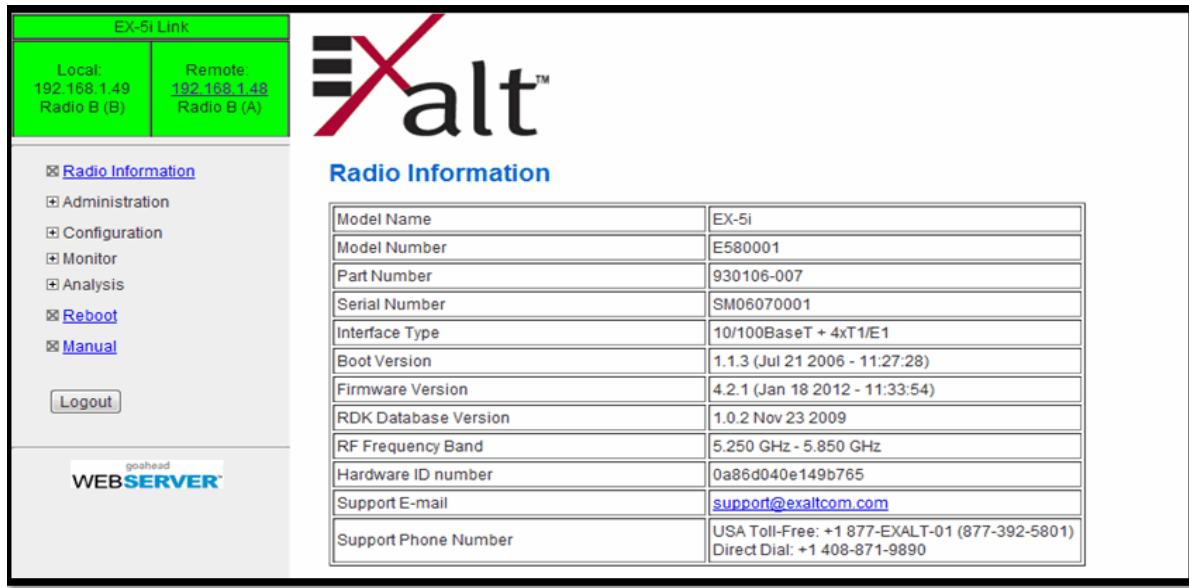 EX-5i Link
Local:
192.168.1.49
Radio B (B)
Remote:
192.168.1.48
Radio B (A)
Radio Information
Administration
Configuration
Monitor
Analysis
Reboot
Manual
Logout
goahead
WEBSERVER™
EXalt™
Radio Information
Model Name EX-5i
Model Number E580001
Part Number 930106-007
Serial Number SM06070001
Interface Type 10/100BaseT + 4xT1/E1
Boot Version 1.1.3 (Jul 21 2006 - 11:27:28)
Firmware Version 4.2.1 (Jan 18 2012 - 11:33:54)
RDK Database Version 1.0.2 Nov 23 2009
RF Frequency Band 5.250 GHz - 5.850 GHz
Hardware ID number 0a86d040e149b765
Support E-mail support@exaltcom.com
Support Phone Number USA Toll-Free: +1 877-EXALT-01 (877-392-5801)
Direct Dial: +1 408-871-9890